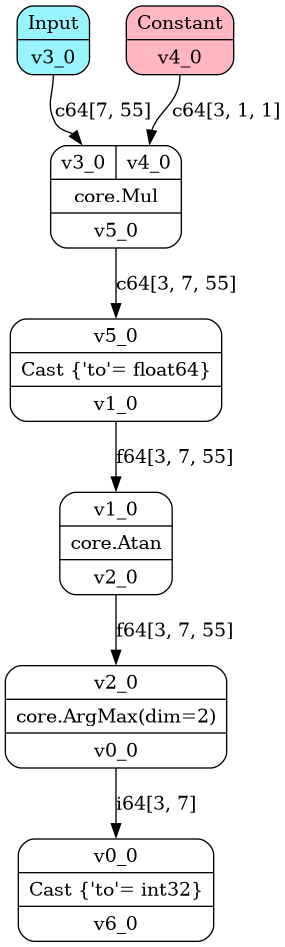 Input
v3_0
Constant
v4_0
c64[7, 55]
c64[3, 1, 1]
v3_0
v4_0
core.Mul
v5_0
c64[3, 7, 55]
v5_0
Cast {'to'= float64}
v1_0
f64[3, 7, 55]
v1_0
core.Atan
v2_0
f64[3, 7, 55]
v2_0
core.ArgMax(dim=2)
v0_0
i64[3, 7]
v0_0
Cast {'to'= int32}
v6_0